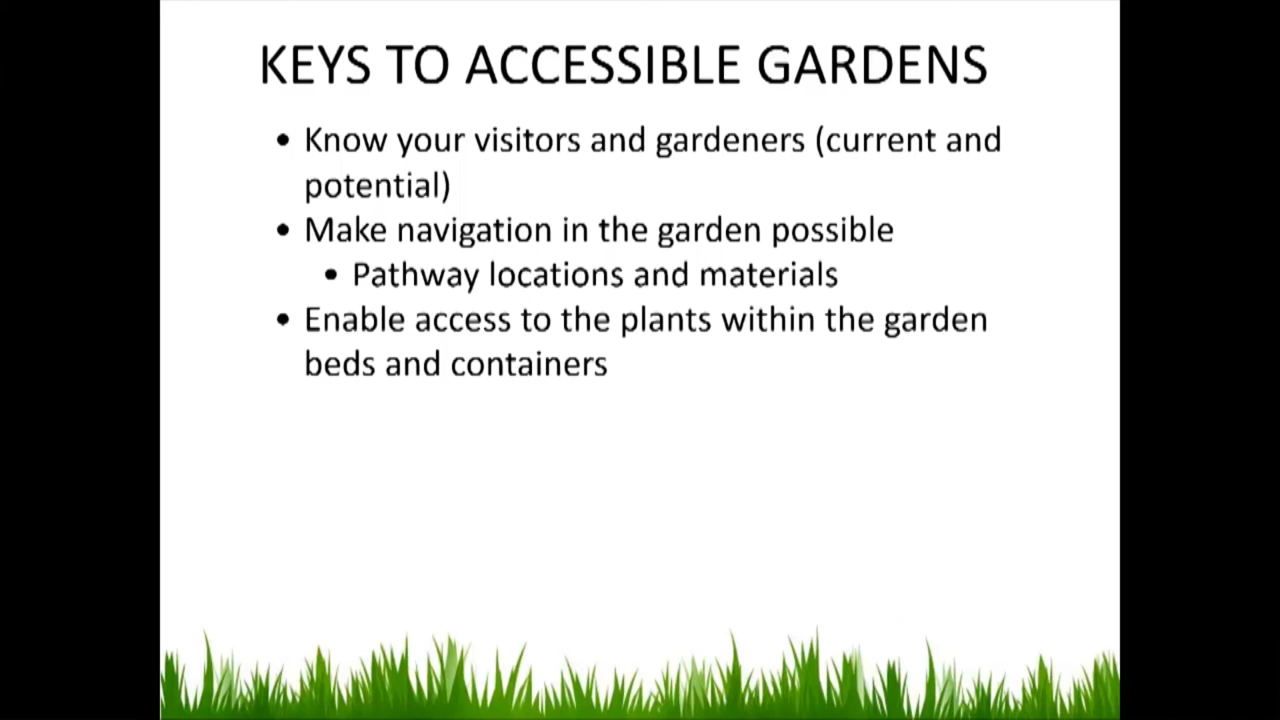 KEYS TO ACCESSIBLE GARDENS
• Know your visitors and gardeners (current and
potential)
• Make navigation in the garden possible
• Pathway locations and materials
• Enable access to the plants within the garden
beds and containers